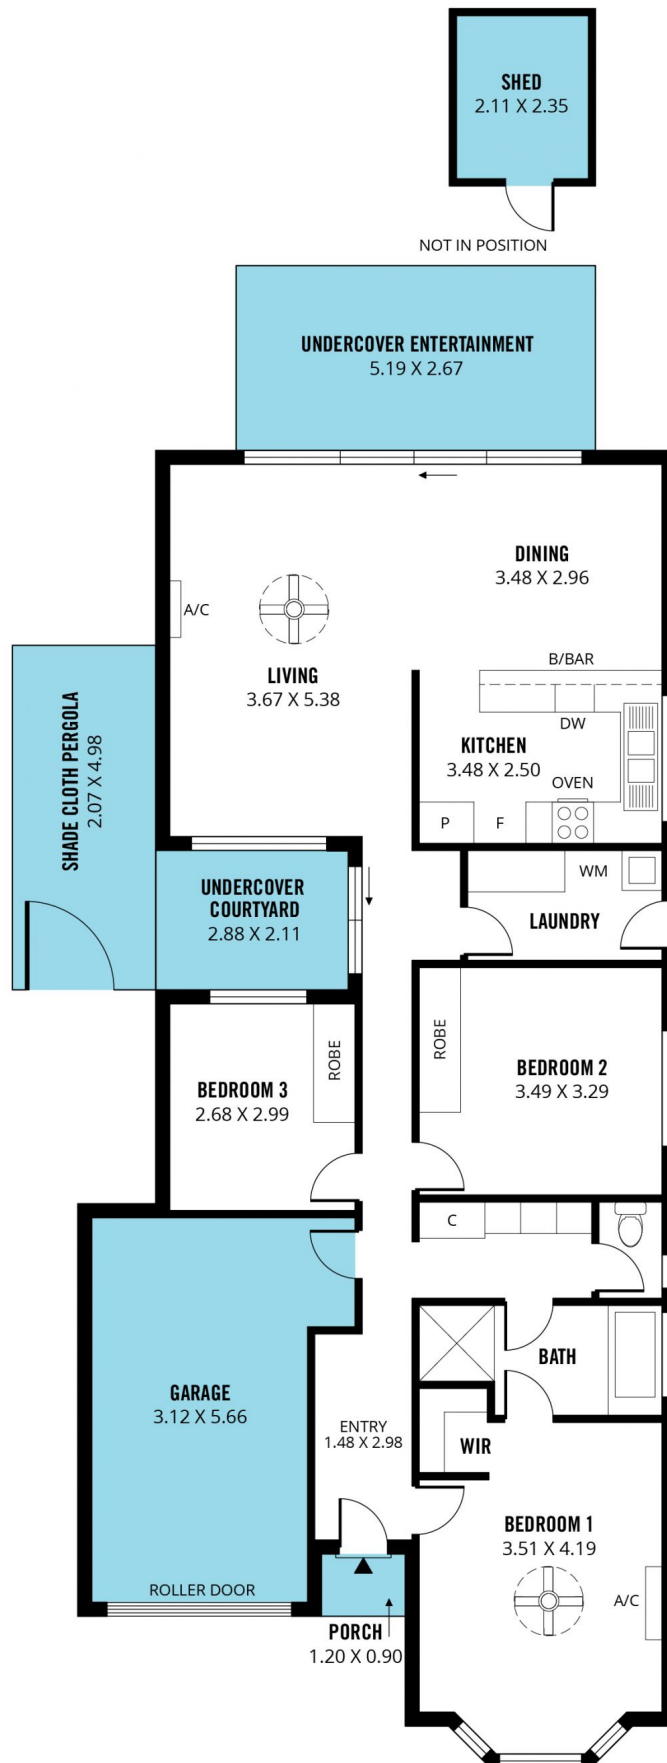 SHED
2.11 X 2.35
NOT IN POSITION
UNDERCOVER ENTERTAINMENT
5.19 X 2.67
DINING
3.48 X 2.96
A/C
LIVING
3.67 X 5.38
B/BAR
DW
KITCHEN
3.48 X 2.50
OVEN
P
F
SHADE CLOTH PERGOLA
2.07 X 4.98
UNDERCOVER
COURTYARD
2.88 X 2.11
WM
LAUNDRY
BEDROOM 3
2.68 X 2.99
ROBE
ROBE
BEDROOM 2
3.49 X 3.29
C
BATH
GARAGE
3.12 X 5.66
ENTRY
1.48 X 2.98
WIR
BEDROOM 1
3.51 X 4.19
A/C
ROLLER DOOR
PORCH
1.20 X 0.90